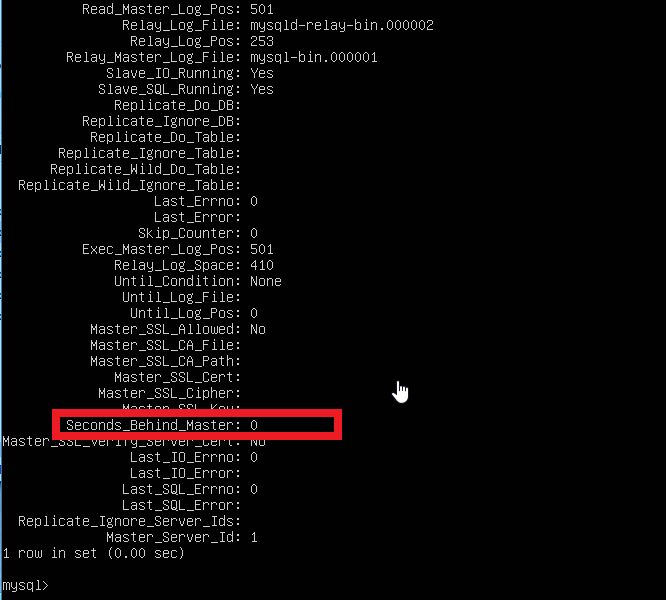 Read_Master_Log_Pos: 501
Relay_Log_File: mysqld-relay-bin.000002
Relay_Log_Pos: 253
Relay_Master_Log_File: mysql-bin.000001
Slave_IO_Running: Yes
Slave_SQL_Running: Yes
Replicate_Do_DB:
Replicate_Ignore_DB:
Replicate_Do_Table:
Replicate_Ignore_Table:
Replicate_Wild_Do_Table:
Replicate_Wild_Ignore_Table:
Last_Errno: 0
Last_Error:
Skip_Counter: 0
Exec_Master_Log_Pos: 501
Relay_Log_Space: 410
Until_Condition: None
Until_Log_File:
Until_Log_Pos: 0
Master_SSL_Allowed: No
Master_SSL_CA_File:
Master_SSL_CA_Path:
Master_SSL_Cert:
Master_SSL_Cipher:
Master_SSL_Key:
Seconds_Behind_Master: 0
Master_SSL_Verify_Server_Cert: No
Last_IO_Errno: 0
Last_IO_Error:
Last_SQL_Errno: 0
Last_SQL_Error:
Replicate_Ignore_Server_Ids:
Master_Server_Id: 1
1 row in set (0.00 sec)
mysql>